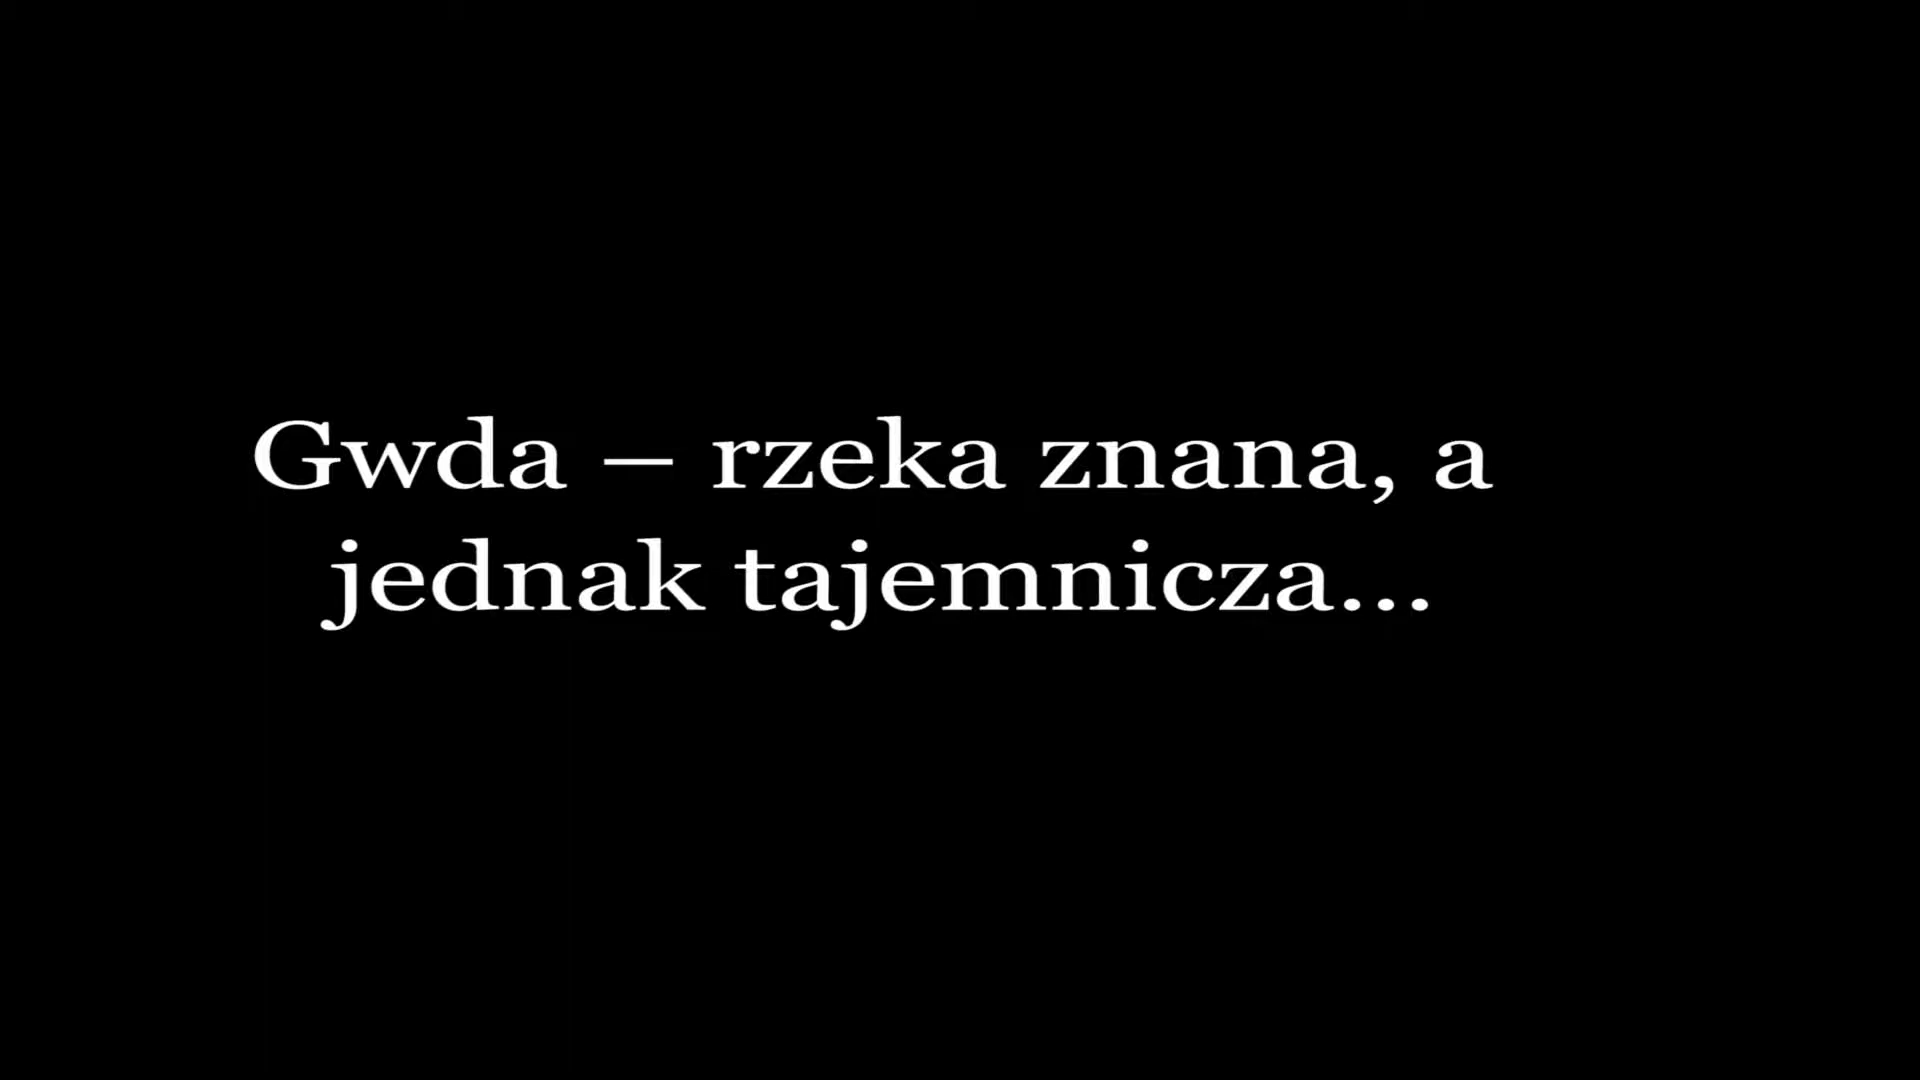 Gwda – rzeka znana, a
jednak tajemnicza...